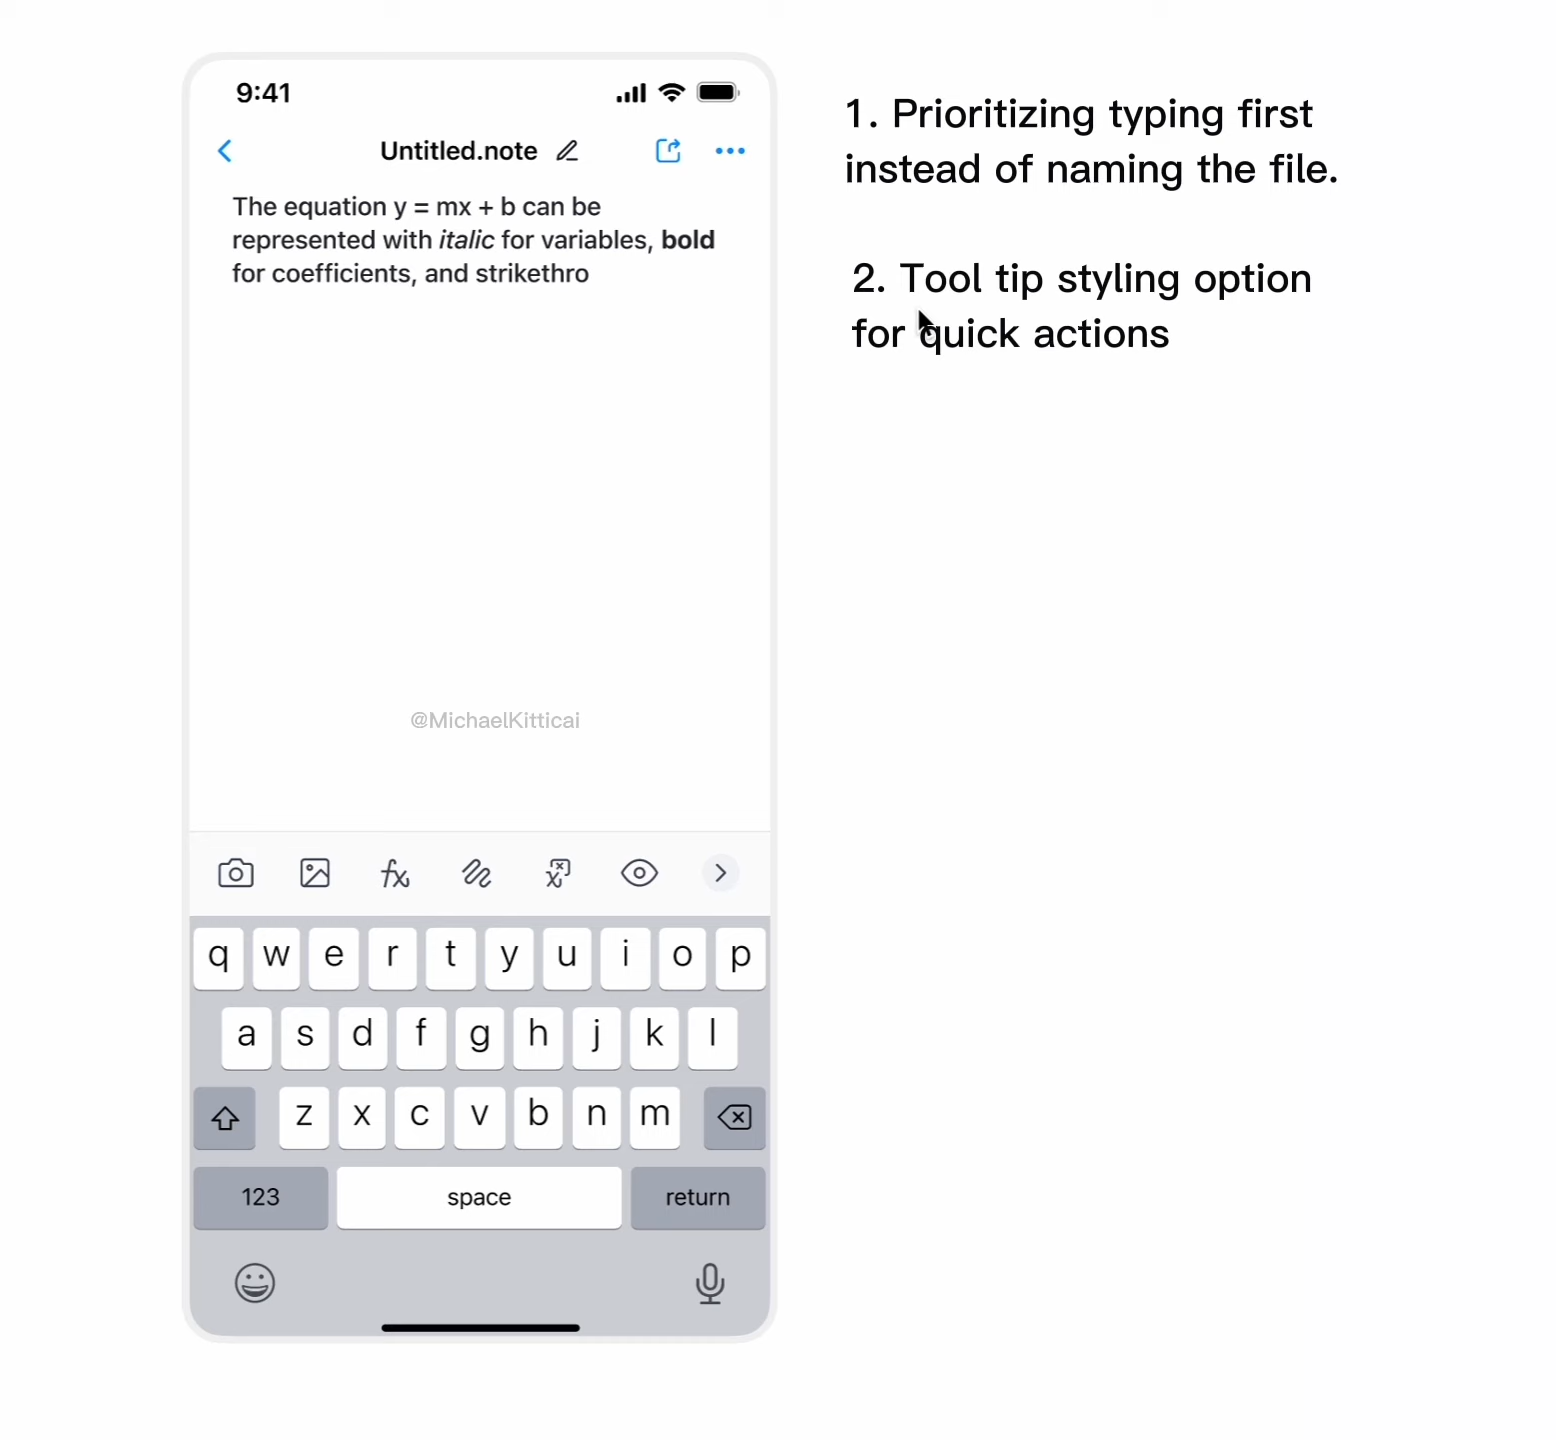 9:41
Untitled.note
The equation y = mx + b can be
represented with italic for variables, bold
for coefficients, and strikethro
@MichaelKitticai
fx
x x
q w e r t y u i o p
a s d f g h j k l
z x c v b n m
123 space return
1. Prioritizing typing first
instead of naming the file.
2. Tool tip styling option
for quick actions